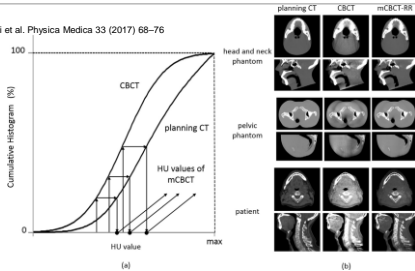 i et al. Physica Medica 33 (2017) 68–76
100
Cumulative Histogram (%)
CBCT
planning CT
HU values of
mCBCT
0
HU value
max
(a)
planning CT CBCT mCBCT-RR
head and neck
phantom
pelvic
phantom
patient
(b)